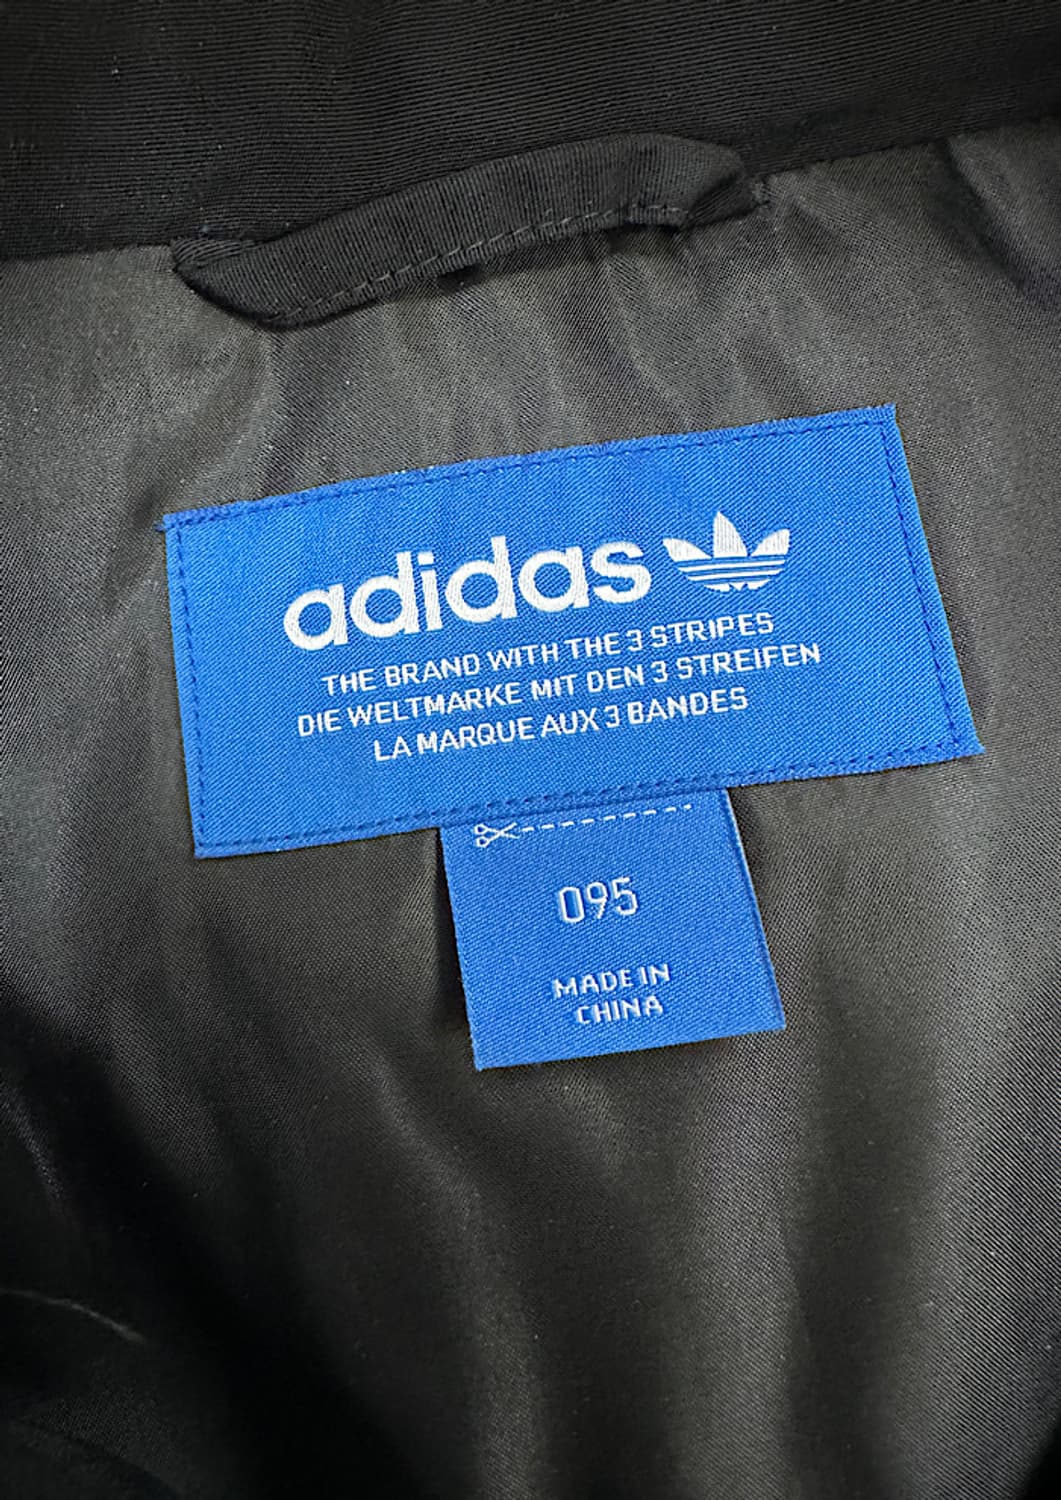 adidas
THE BRAND WITH THE 3 STRIPES
DIE WELTMARKE MIT DEN 3 STREIFEN
LA MARQUE AUX 3 BANDES
095
MADE IN
CHINA